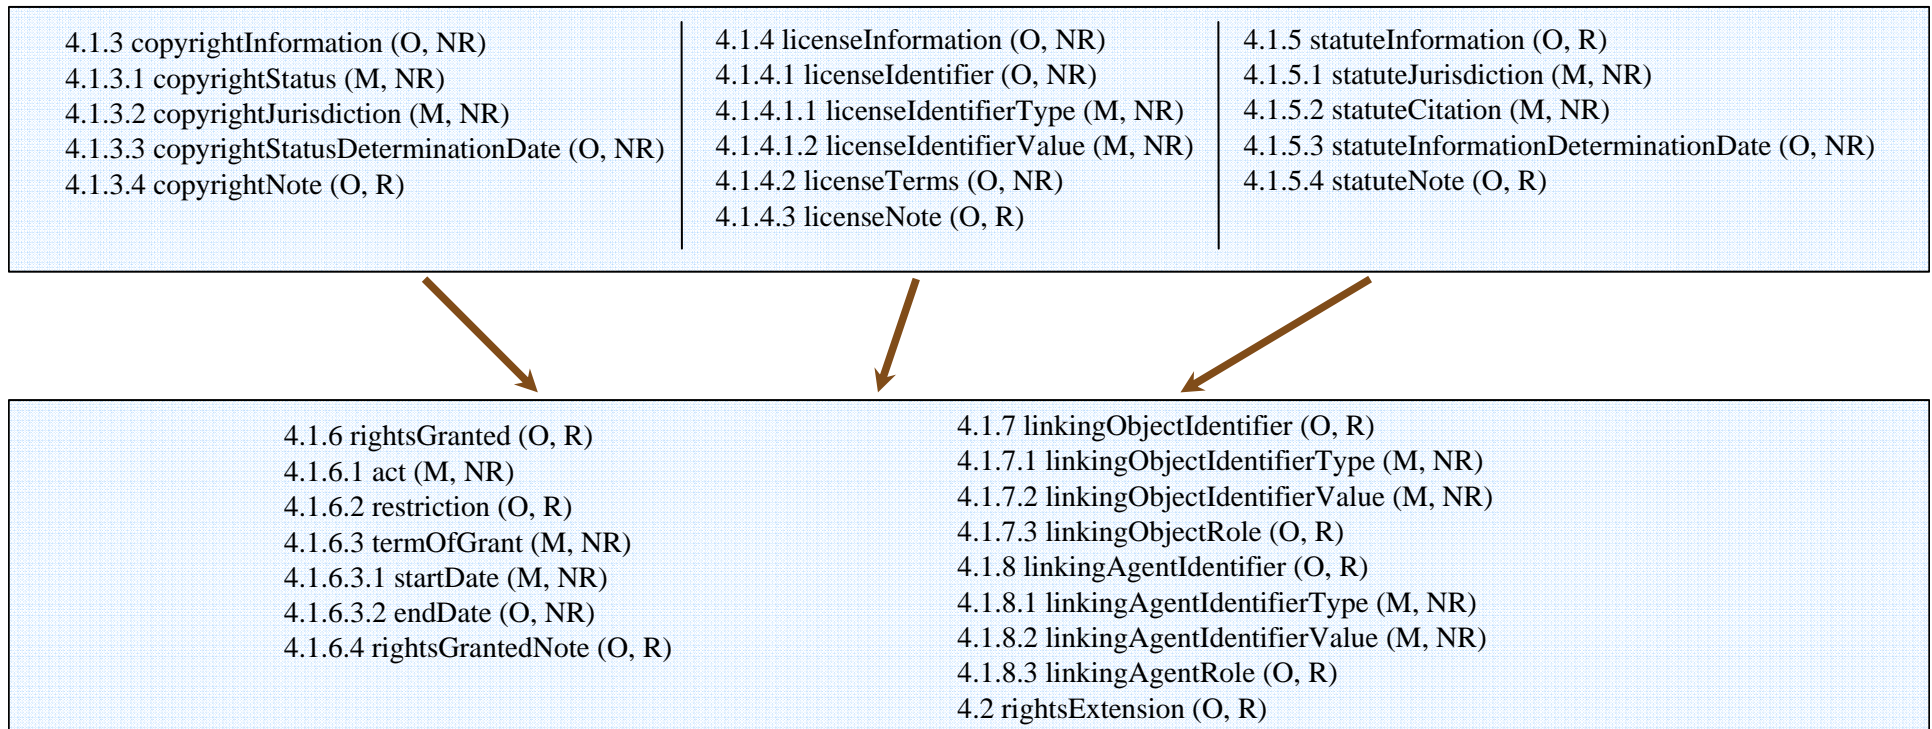 4.1.3 copyrightInformation (O, NR)
4.1.3.1 copyrightStatus (M, NR)
4.1.3.2 copyrightJurisdiction (M, NR)
4.1.3.3 copyrightStatusDeterminationDate (O, NR)
4.1.3.4 copyrightNote (O, R)
4.1.4 licenseInformation (O, NR)
4.1.4.1 licenseIdentifier (O, NR)
4.1.4.1.1 licenseIdentifierType (M, NR)
4.1.4.1.2 licenseIdentifierValue (M, NR)
4.1.4.2 licenseTerms (O, NR)
4.1.4.3 licenseNote (O, R)
4.1.5 statuteInformation (O, R)
4.1.5.1 statuteJurisdiction (M, NR)
4.1.5.2 statuteCitation (M, NR)
4.1.5.3 statuteInformationDeterminationDate (O, NR)
4.1.5.4 statuteNote (O, R)
4.1.6 rightsGranted (O, R)
4.1.6.1 act (M, NR)
4.1.6.2 restriction (O, R)
4.1.6.3 termOfGrant (M, NR)
4.1.6.3.1 startDate (M, NR)
4.1.6.3.2 endDate (O, NR)
4.1.6.4 rightsGrantedNote (O, R)
4.1.7 linkingObjectIdentifier (O, R)
4.1.7.1 linkingObjectIdentifierType (M, NR)
4.1.7.2 linkingObjectIdentifierValue (M, NR)
4.1.7.3 linkingObjectRole (O, R)
4.1.8 linkingAgentIdentifier (O, R)
4.1.8.1 linkingAgentIdentifierType (M, NR)
4.1.8.2 linkingAgentIdentifierValue (M, NR)
4.1.8.3 linkingAgentRole (O, R)
4.2 rightsExtension (O, R)